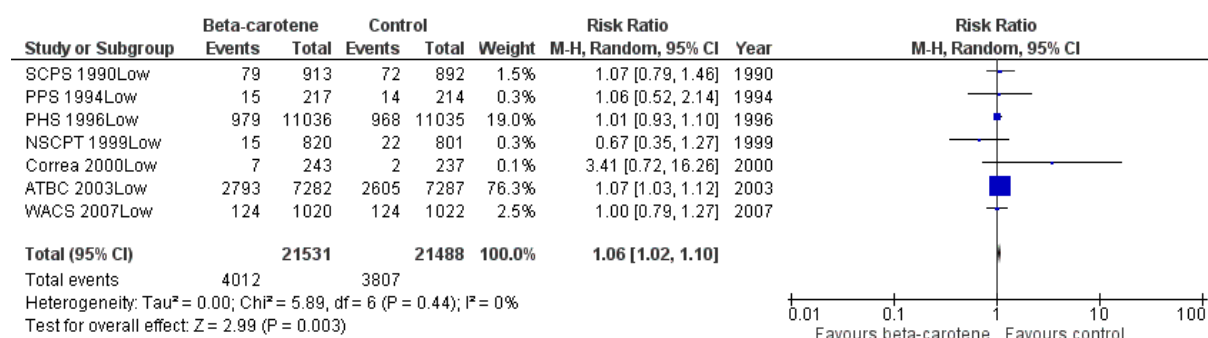 Beta-carotene Control Risk Ratio Risk Ratio
Study or Subgroup Events Total Events Total Weight M-H, Random, 95% CI Year M-H, Random, 95% CI
SCPS 1990Low 79 913 72 892 1.5% 1.07 [0.79, 1.46] 1990
PPS 1994Low 15 217 14 214 0.3% 1.06 [0.52, 2.14] 1994
PHS 1996Low 979 11036 968 11035 19.0% 1.01 [0.93, 1.10] 1996
NSCPT 1999Low 15 820 22 801 0.3% 0.67 [0.35, 1.27] 1999
Correa 2000Low 7 243 2 237 0.1% 3.41 [0.72, 16.26] 2000
ATBC 2003Low 2793 7282 2605 7287 76.3% 1.07 [1.03, 1.12] 2003
WACS 2007Low 124 1020 124 1022 2.5% 1.00 [0.79, 1.27] 2007
Total (95% CI) 21531 21488 100.0% 1.06 [1.02, 1.10]
Total events 4012 3807
Heterogeneity: Tau² = 0.00; Chi² = 5.89, df = 6 (P = 0.44); I² = 0%
Test for overall effect: Z = 2.99 (P = 0.003)
0.01 0.1 1 10 100
Favours beta-carotene Favours control